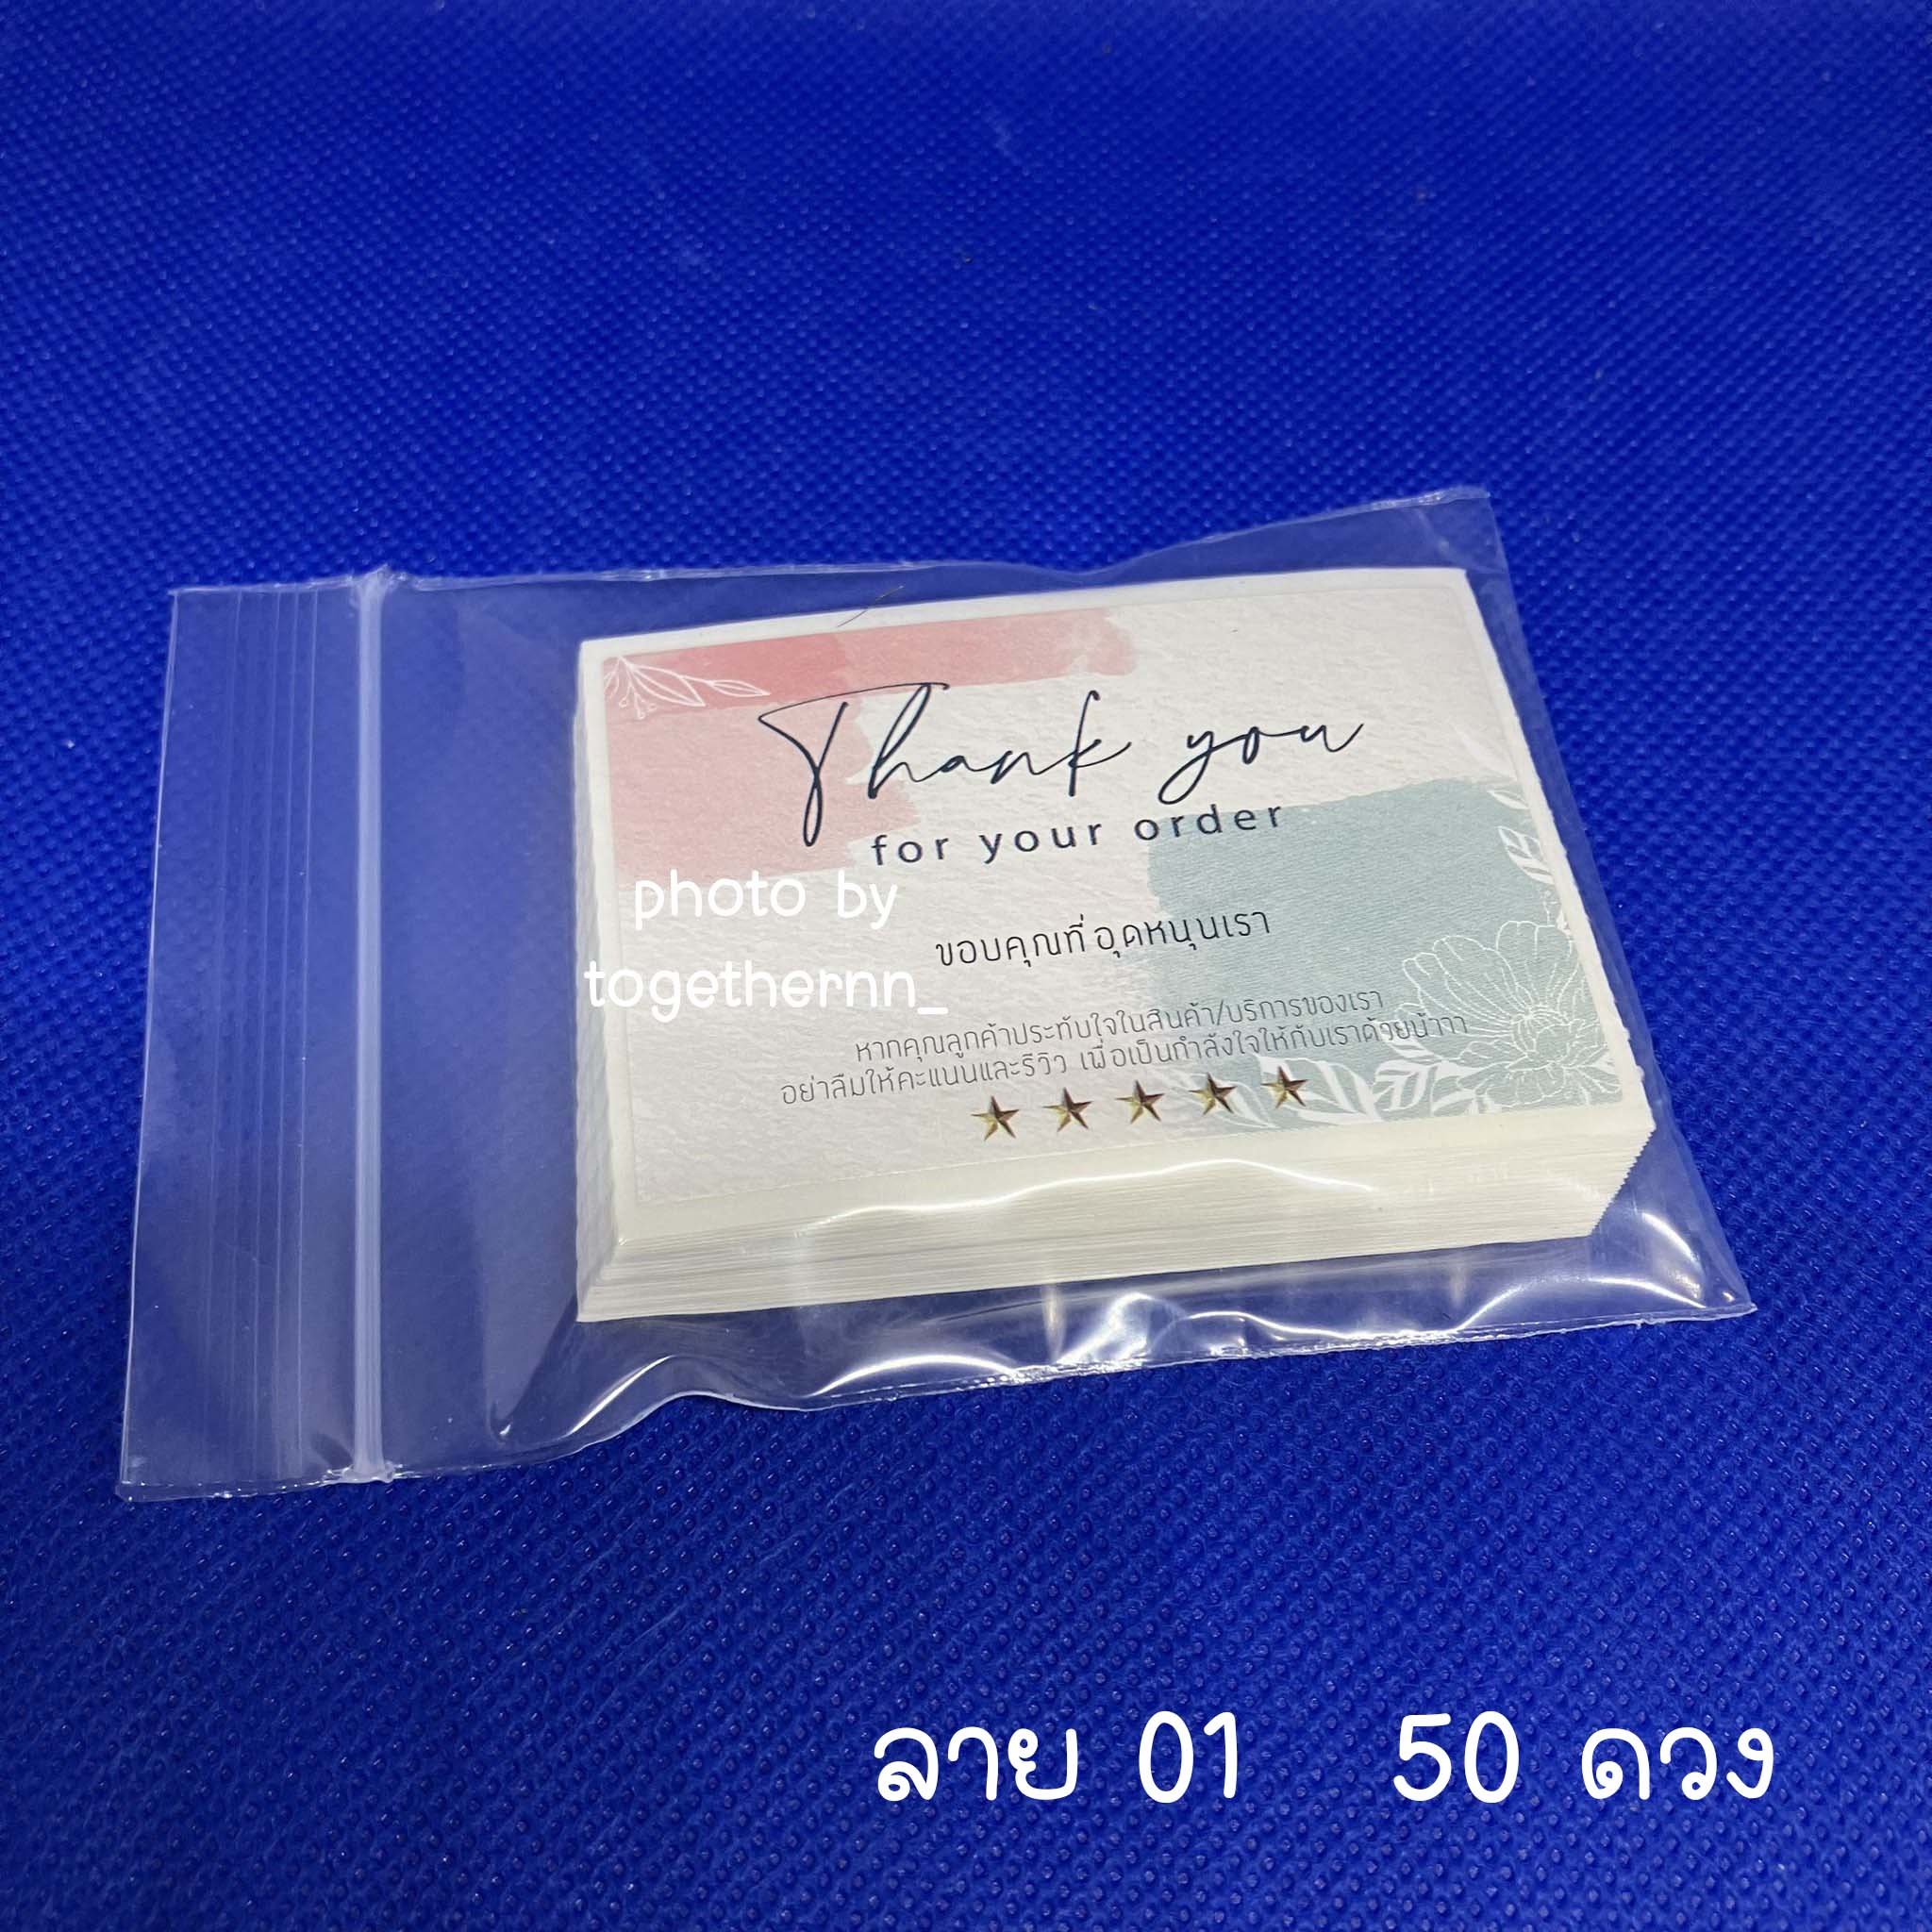 Thank you
for your order
photo by
togethernn_
ขอบคุณที่อุดหนุนเรา
หากคุณลูกค้าประทับใจในสินค้า/บริการของเรา
อย่าลืมให้คะแนนและรีวิว เพื่อเป็นกำลังใจให้กับเราด้วยน้าาา
ลาย 01 50 ดวง